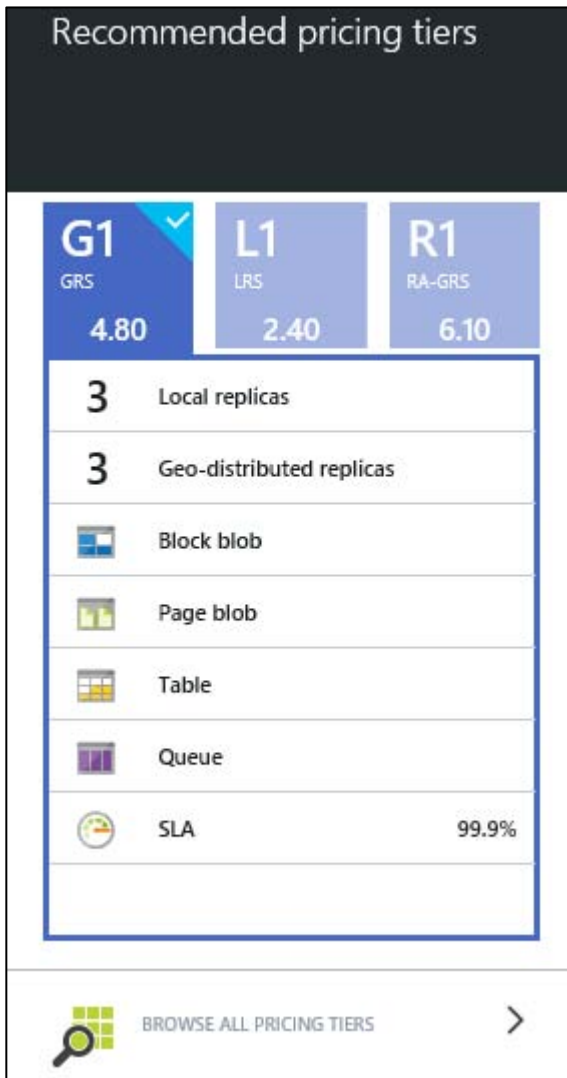 Recommended pricing tiers
G1
GRS
4.80
L1
LRS
2.40
R1
RA-GRS
6.10
3 Local replicas
3 Geo-distributed replicas
Block blob
Page blob
Table
Queue
SLA 99.9%
BROWSE ALL PRICING TIERS